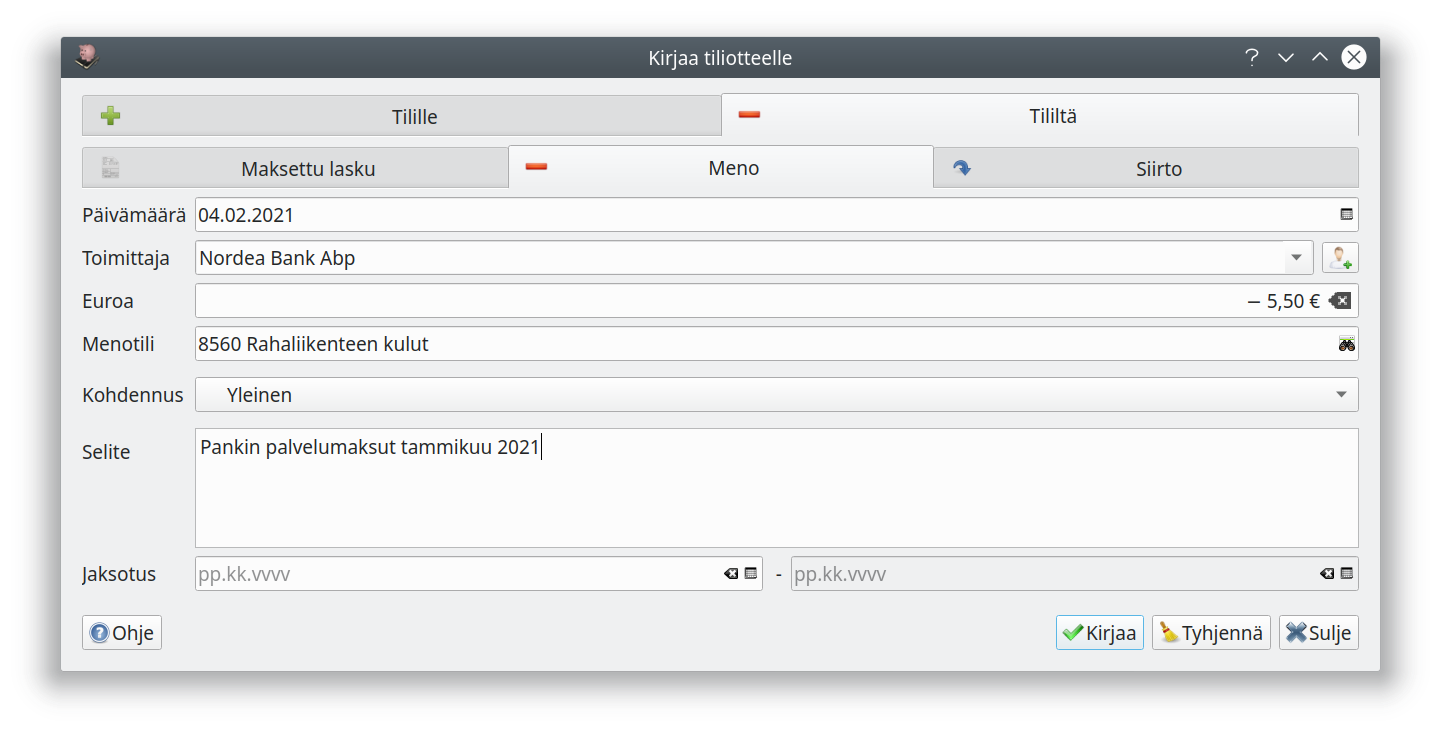 Kirjaa tiliotteelle
Tilille
Tililtä
Maksettu lasku
Meno
Siirto
Päivämäärä 04.02.2021
Toimittaja Nordea Bank Abp
Euroa – 5,50 €
Menotili 8560 Rahaliikenteen kulut
Kohdennus Yleinen
Selite Pankin palvelumaksut tammikuu 2021
Jaksotus pp.kk.vvvv - pp.kk.vvvv
Ohje
Kirjaa
Tyhjennä
Sulje